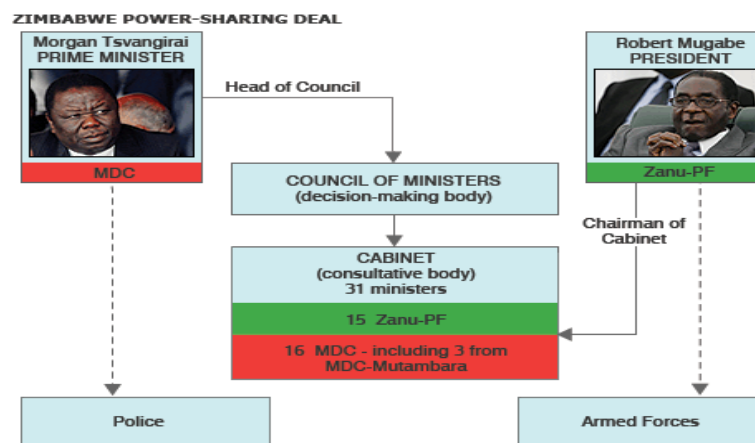 ZIMBABWE POWER-SHARING DEAL
Morgan Tsvangirai
PRIME MINISTER
MDC
Robert Mugabe
PRESIDENT
Zanu-PF
Head of Council
COUNCIL OF MINISTERS
(decision-making body)
Chairman of
Cabinet
CABINET
(consultative body)
31 ministers
15 Zanu-PF
16 MDC - including 3 from
MDC-Mutambara
Police
Armed Forces